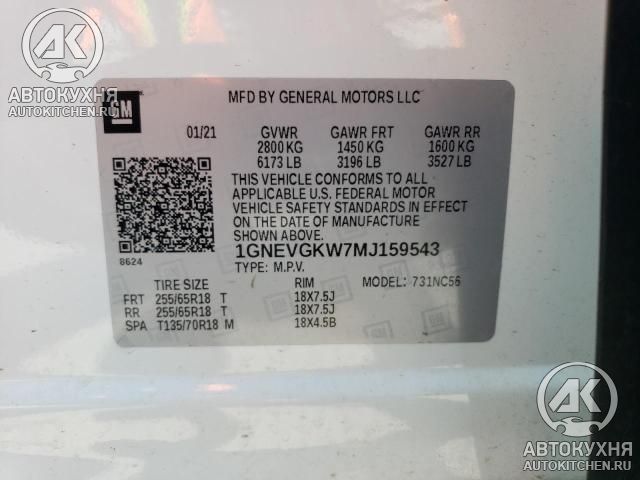 АК
АВТОКУХНЯ
AUTOKITCHEN.RU
GM
MFD BY GENERAL MOTORS LLC
01/21 GVWR GAWR FRT GAWR RR
2800 KG 1450 KG 1600 KG
6173 LB 3196 LB 3527 LB
THIS VEHICLE CONFORMS TO ALL
APPLICABLE U.S. FEDERAL MOTOR
VEHICLE SAFETY STANDARDS IN EFFECT
ON THE DATE OF MANUFACTURE
SHOWN ABOVE.
8624
1GNEVGKW7MJ159543
TYPE: M.P.V. MODEL: 731NC56
TIRE SIZE RIM
FRT 255/65R18 T 18X7.5J
RR 255/65R18 T 18X7.5J
SPA T135/70R18 M 18X4.5B
АК
АВТОКУХНЯ
AUTOKITCHEN.RU